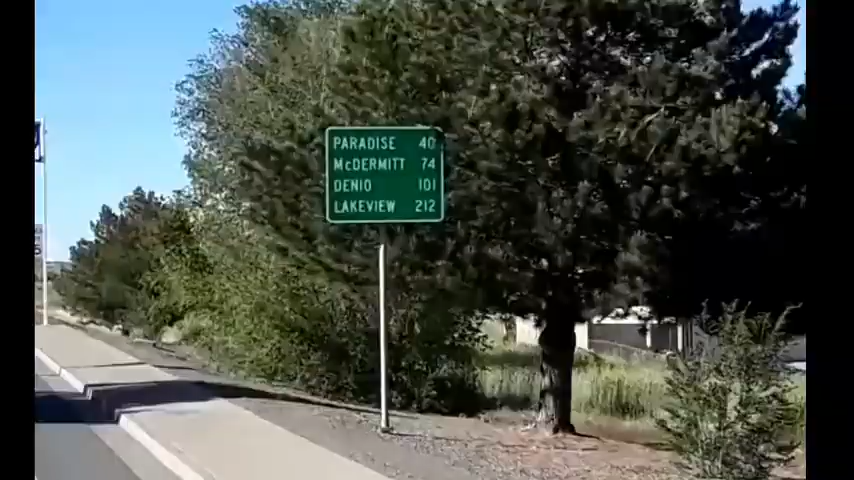 PARADISE 40
McDERMITT 74
DENIO 101
LAKEVIEW 212